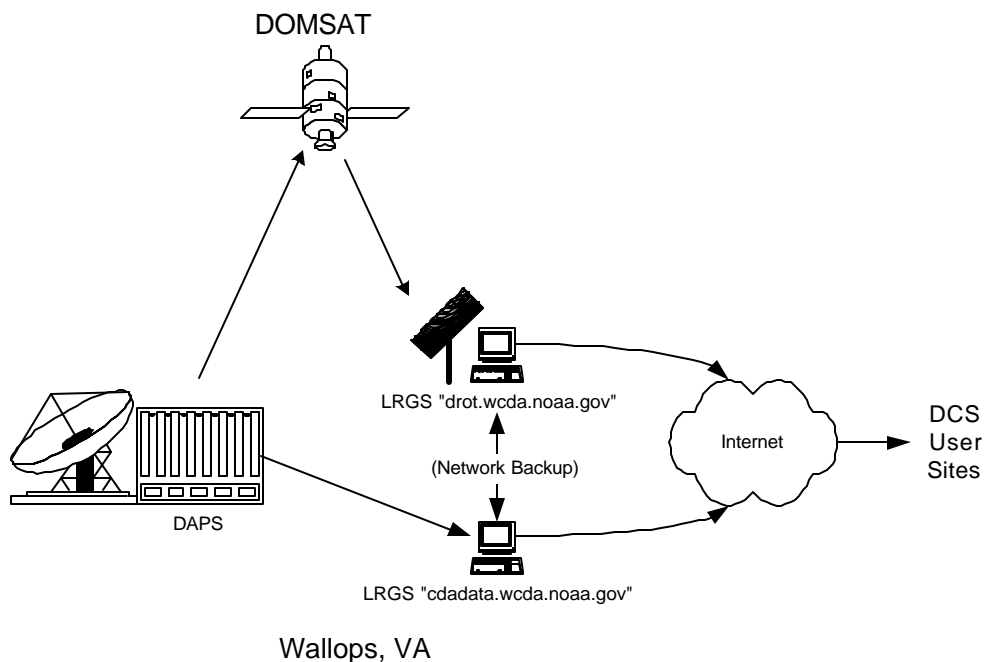 DOMSAT
LRGS "drot.wcda.noaa.gov"
(Network Backup)
Internet
DCS
User
Sites
DAPS
LRGS "cdadata.wcda.noaa.gov"
Wallops, VA